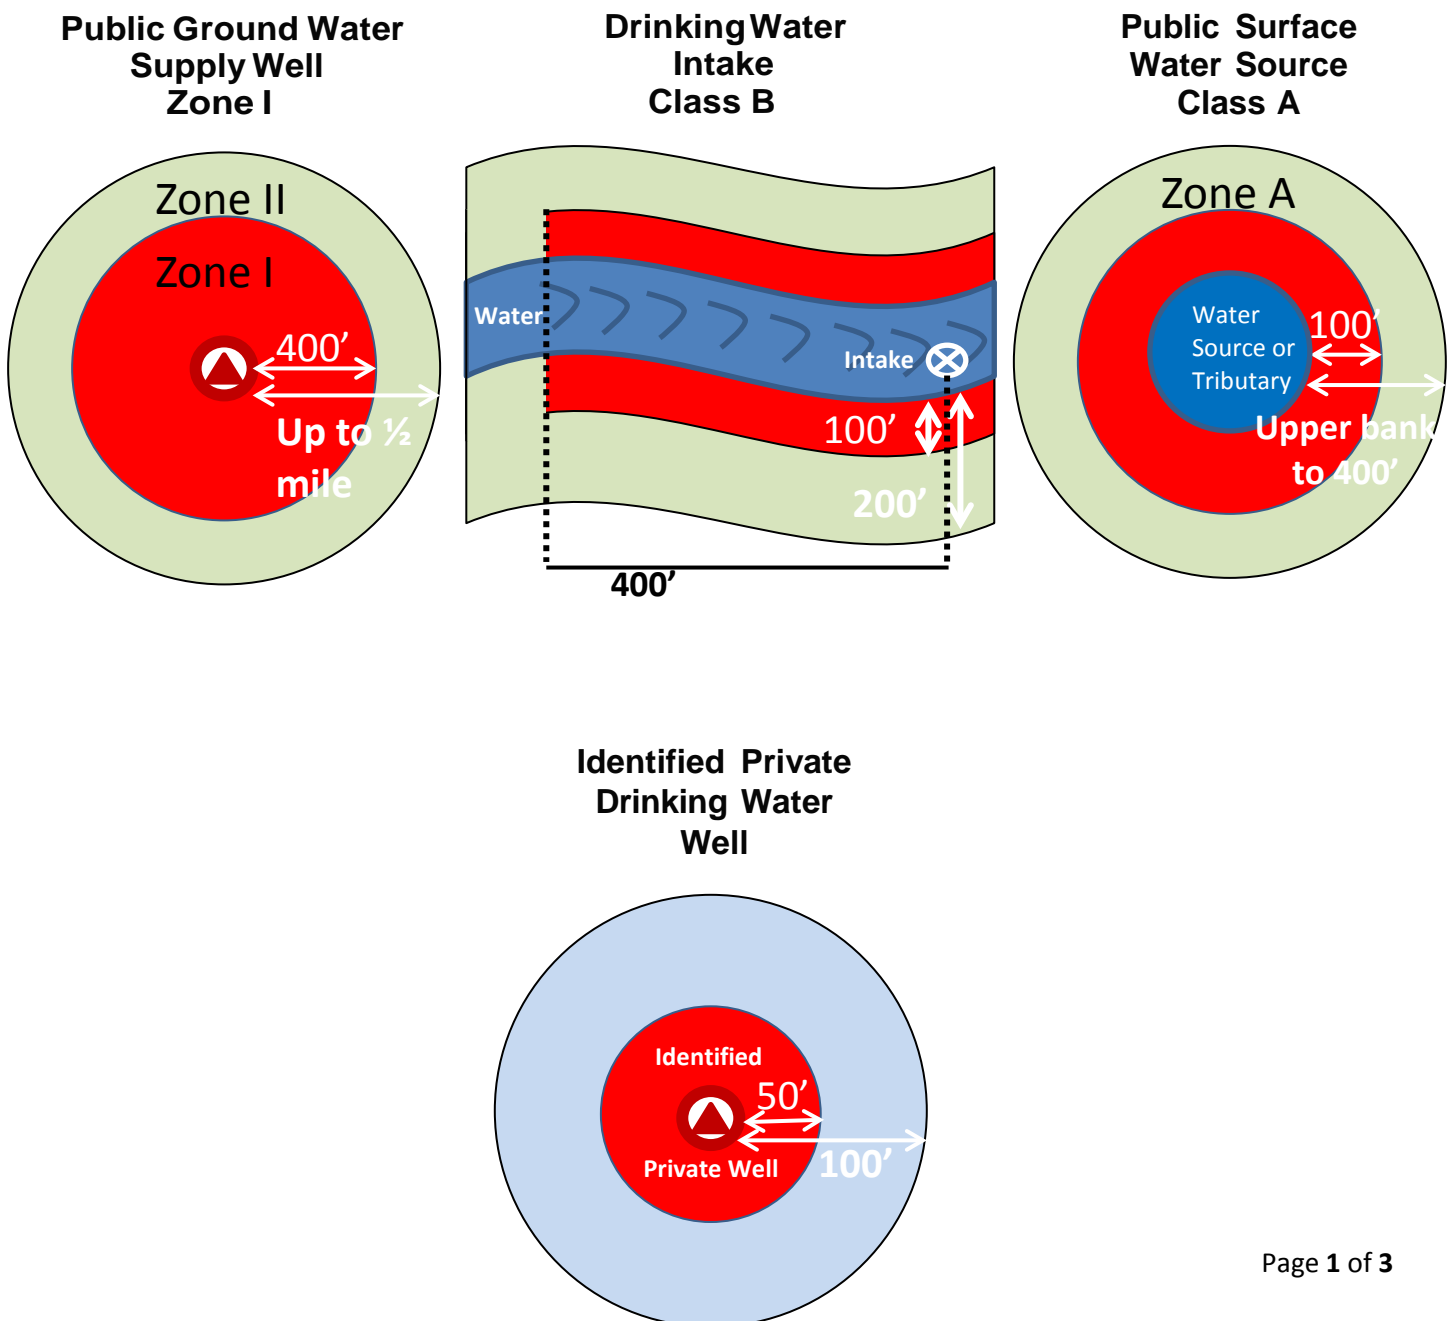 Public Ground Water
Supply Well
Zone I
Zone II
Zone I
400’
Up to ½
mile
Drinking Water
Intake
Class B
Water
Intake
100’
200’
400’
Public Surface
Water Source
Class A
Zone A
Water
Source or
Tributary
100’
Upper bank
to 400’
Identified Private
Drinking Water
Well
Identified
50’
100’
Private Well
Page 1 of 3